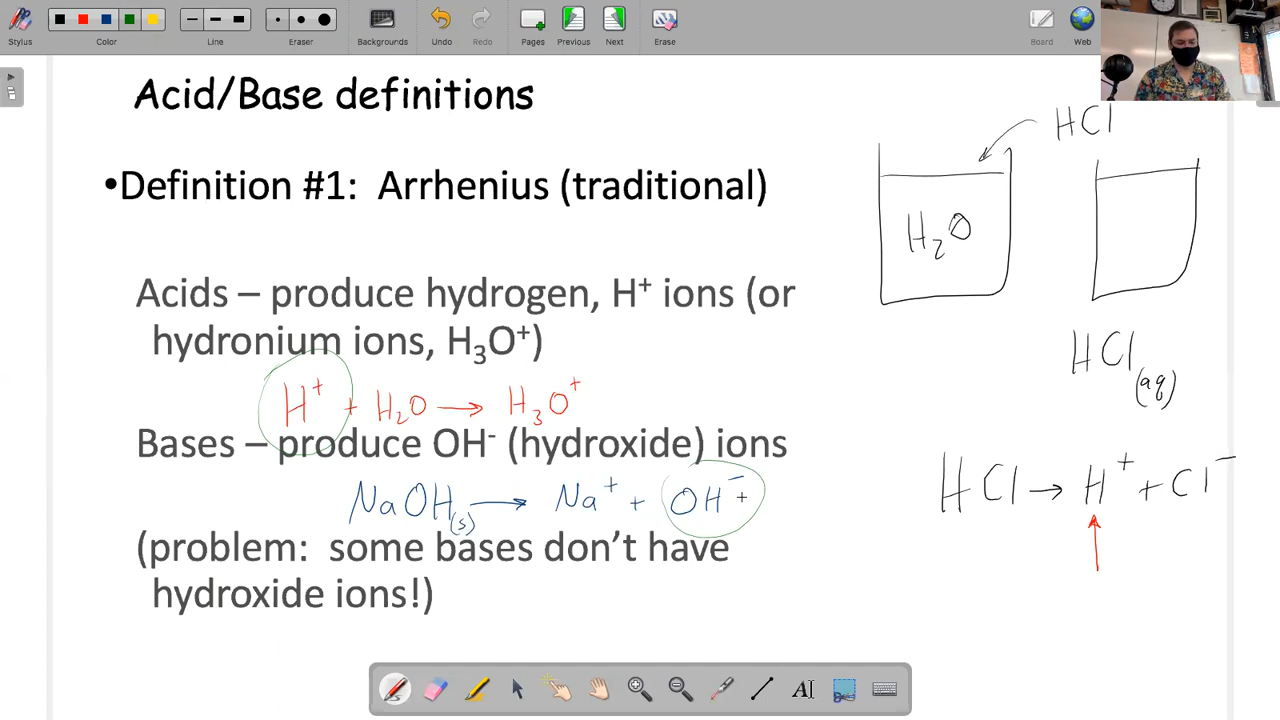 Stylus
Color
Line
Eraser
Backgrounds
Undo
Redo
Pages
Previous
Next
Erase
Board
Web
Acid/Base definitions
•Definition #1: Arrhenius (traditional)
Acids – produce hydrogen, H⁺ ions (or
hydronium ions, H₃O⁺)
H⁺ + H₂O → H₃O⁺
Bases – produce OH⁻ (hydroxide) ions
NaOH(s) → Na⁺ + OH⁻
(problem: some bases don't have
hydroxide ions!)
HCl
H₂O
HCl(aq)
HCl → H⁺ + Cl⁻